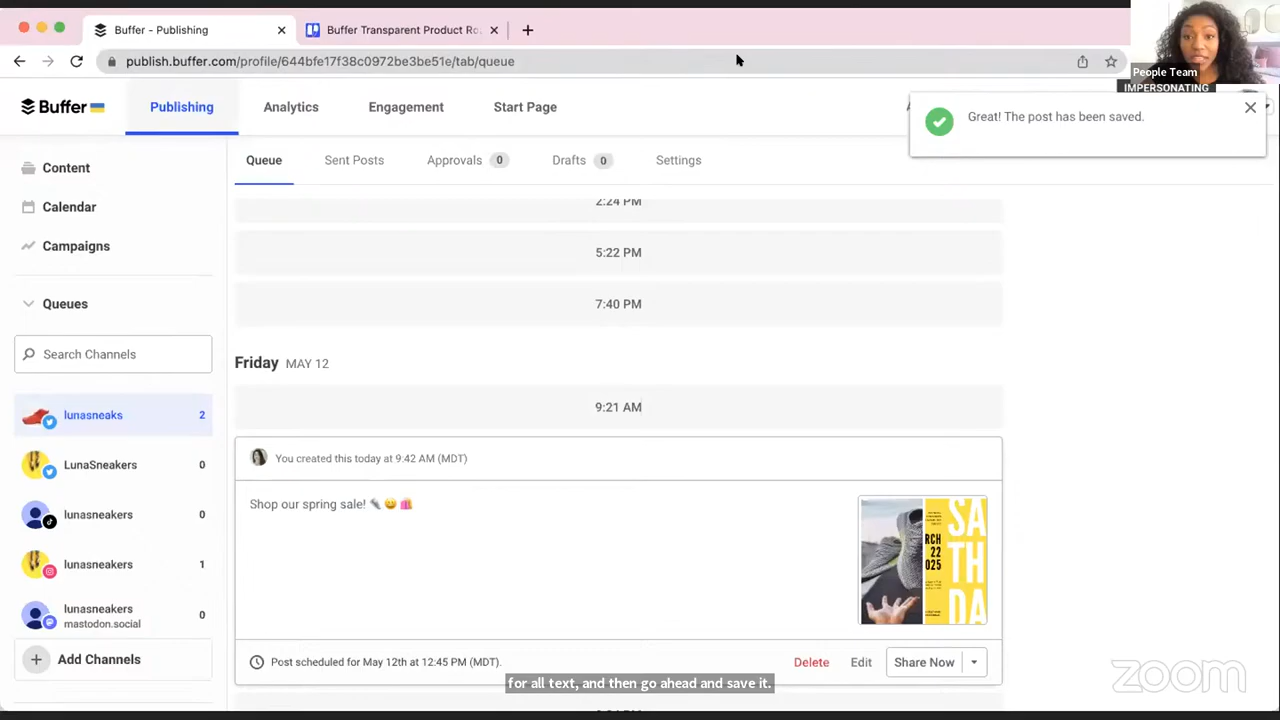 Buffer - Publishing
Buffer Transparent Product Ro
publish.buffer.com/profile/644bfe17f38c0972be3be51e/tab/queue
People Team
IMPERSONATING
Buffer
Publishing
Analytics
Engagement
Start Page
Great! The post has been saved.
Content
Calendar
Campaigns
Queues
Search Channels
lunasneaks 2
LunaSneakers 0
lunasneakers 0
lunasneakers 1
lunasneakers
mastodon.social 0
Add Channels
Queue
Sent Posts
Approvals 0
Drafts 0
Settings
2:24 PM
5:22 PM
7:40 PM
Friday MAY 12
9:21 AM
You created this today at 9:42 AM (MDT)
Shop our spring sale!
SA
TH
DA
RCH
22
025
Post scheduled for May 12th at 12:45 PM (MDT).
Delete
Edit
Share Now
for all text, and then go ahead and save it.
zoom